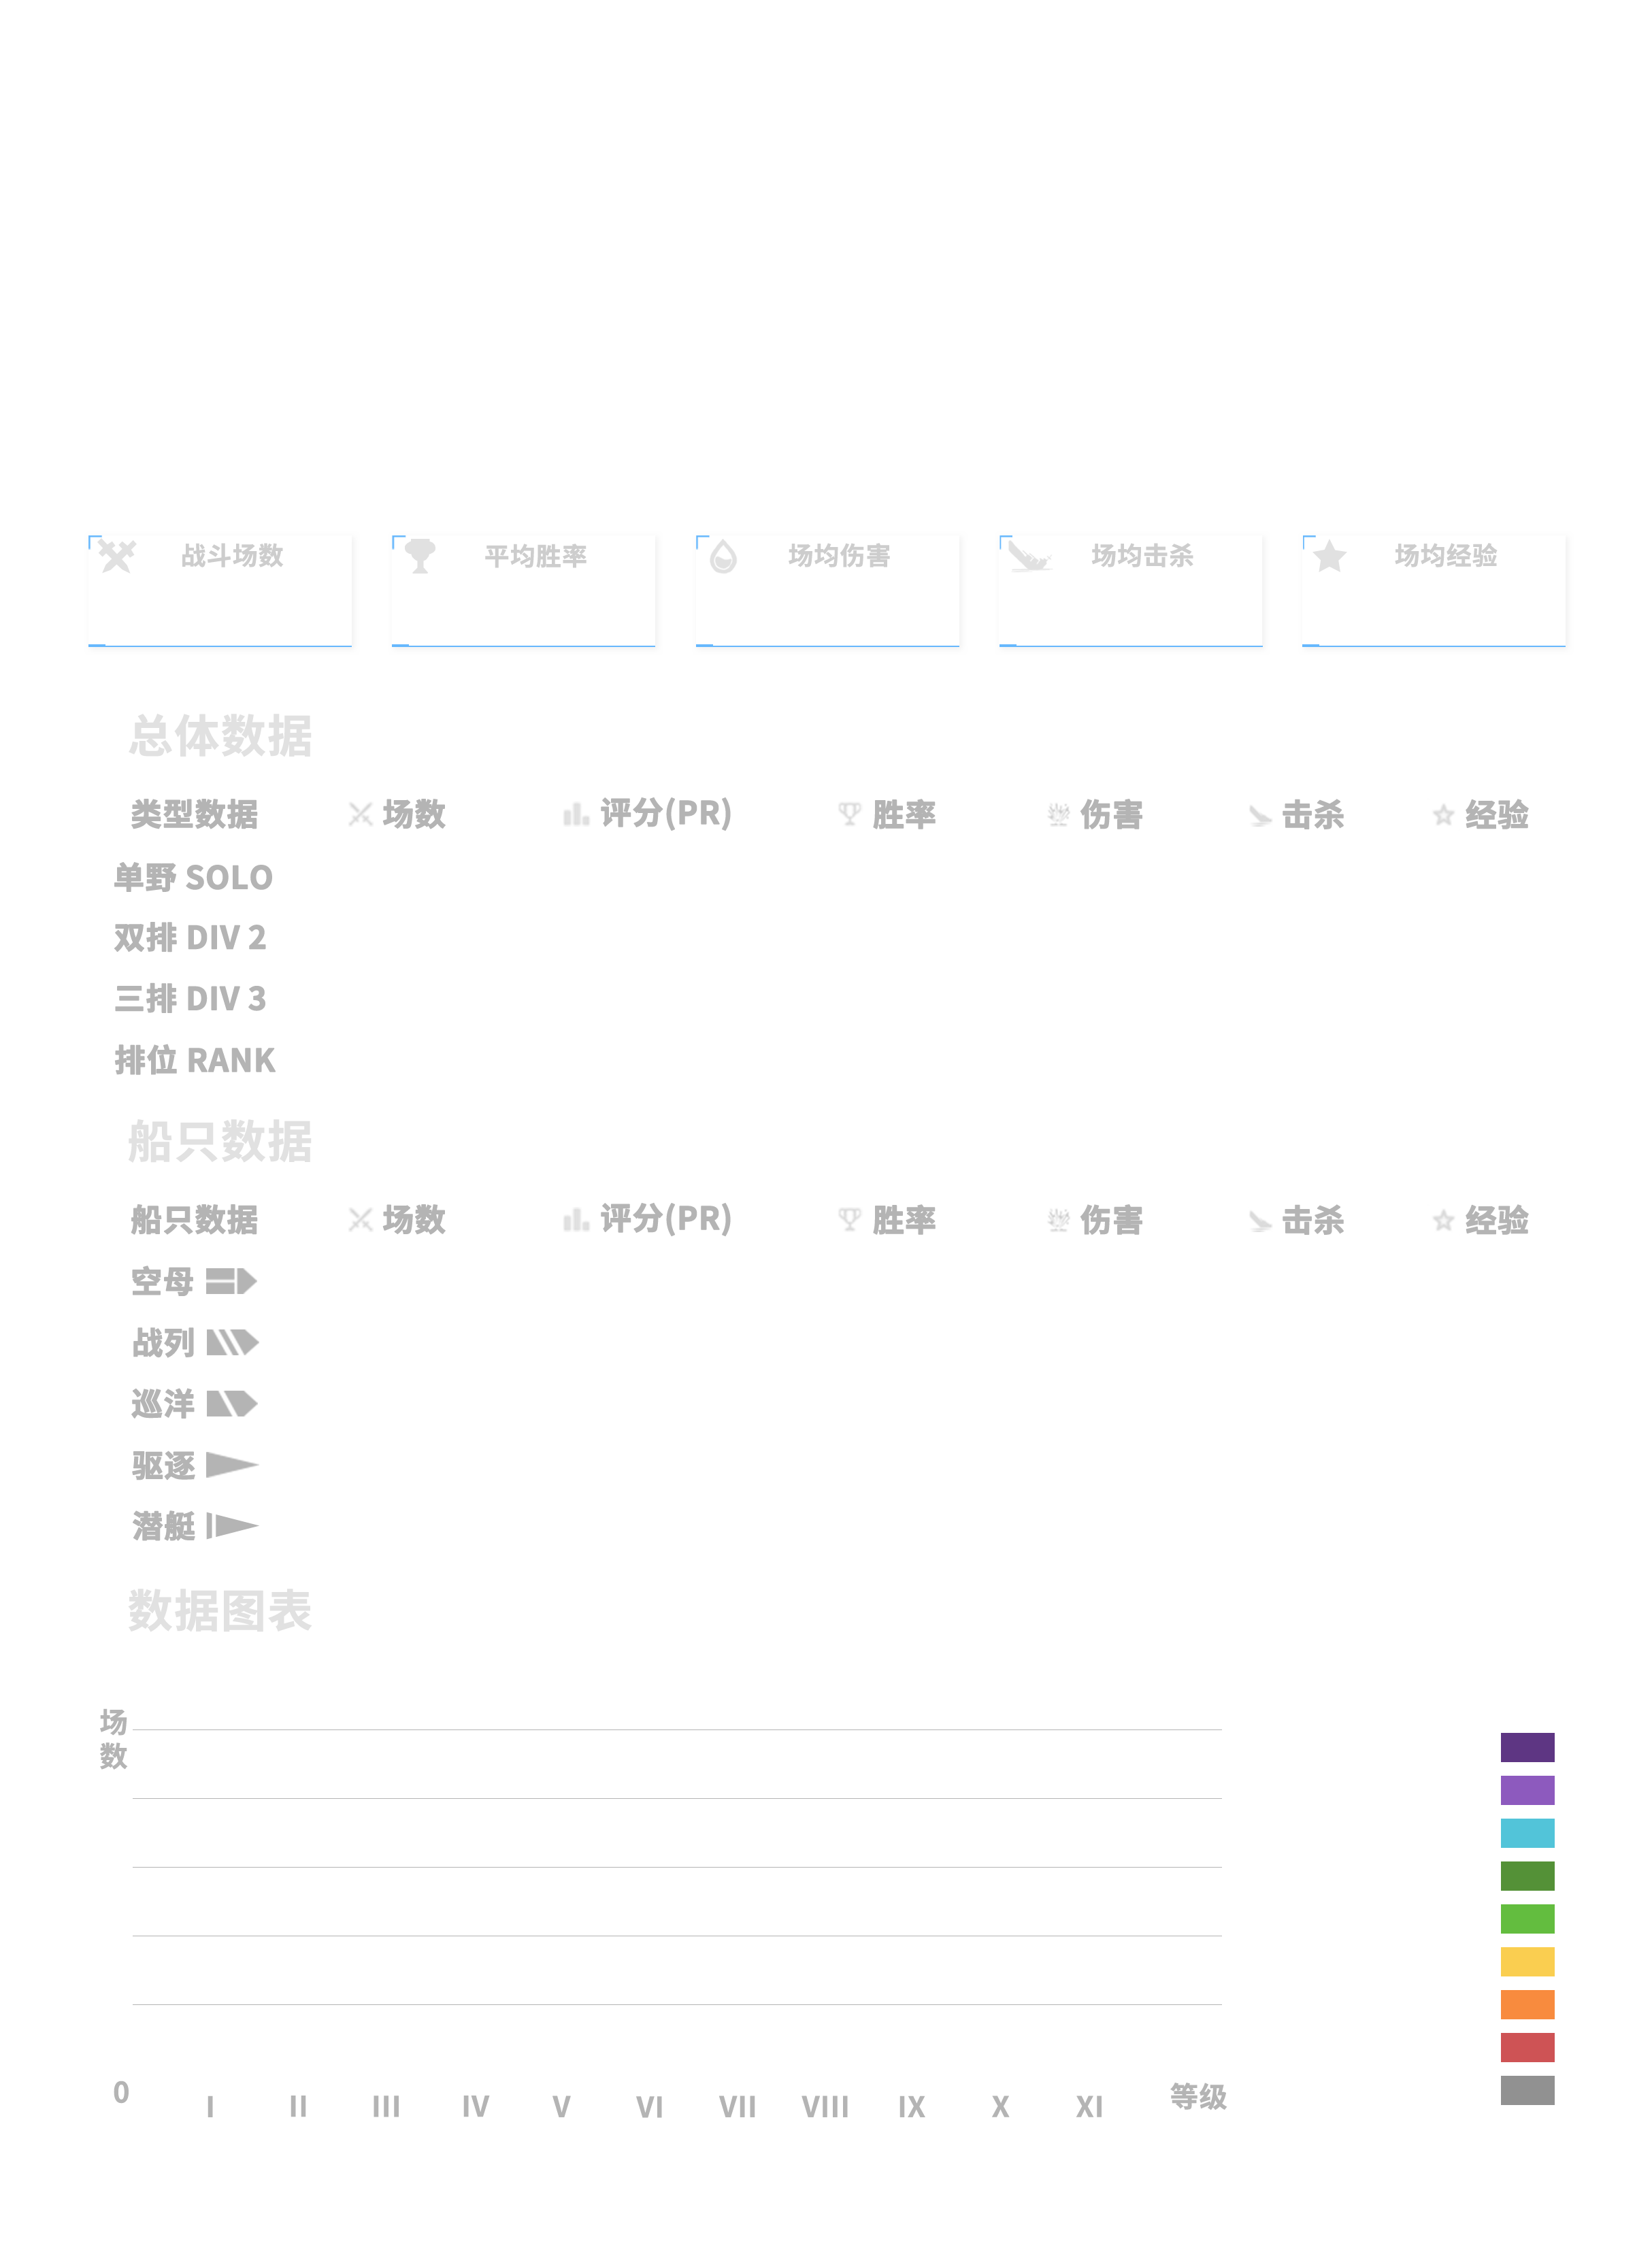 战斗场数 平均胜率 场均伤害 场均击杀 场均经验
总体数据
类型数据 场数 评分(PR) 胜率 伤害 击杀 经验
单野 SOLO
双排 DIV 2
三排 DIV 3
排位 RANK
船只数据
船只数据 场数 评分(PR) 胜率 伤害 击杀 经验
空母
战列
巡洋
驱逐
潜艇
数据图表
场
数
0 I II III IV V VI VII VIII IX X XI 等级